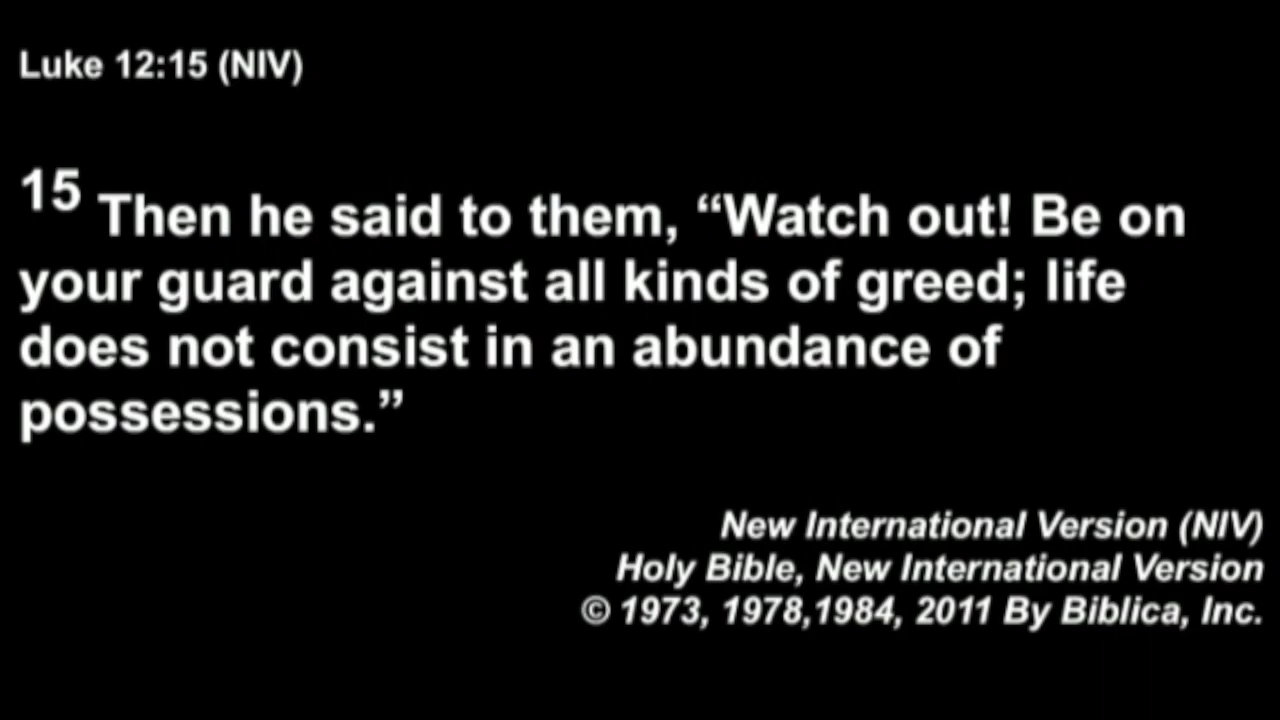 Luke 12:15 (NIV)
15 Then he said to them, “Watch out! Be on
your guard against all kinds of greed; life
does not consist in an abundance of
possessions.”
New International Version (NIV)
Holy Bible, New International Version
© 1973, 1978,1984, 2011 By Biblica, Inc.